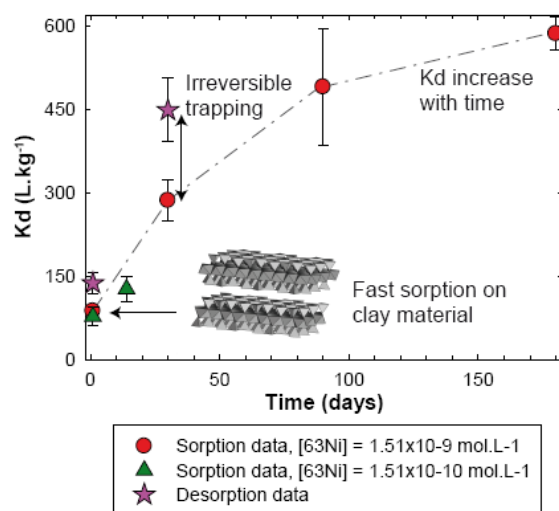 600
450
300
150
0
Kd (L.kg-1)
Irreversible
trapping
Kd increase
with time
Fast sorption on
clay material
0 50 100 150
Time (days)
Sorption data, [63Ni] = 1.51x10-9 mol.L-1
Sorption data, [63Ni] = 1.51x10-10 mol.L-1
Desorption data